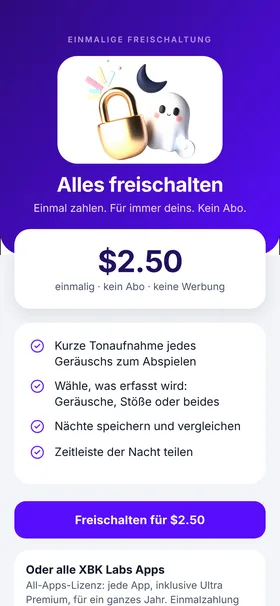 EINMALIGE FREISCHALTUNG
Alles freischalten
Einmal zahlen. Für immer deins. Kein Abo.
$2.50
einmalig · kein Abo · keine Werbung
Kurze Tonaufnahme jedes
Geräuschs zum Abspielen
Wähle, was erfasst wird:
Geräusche, Stöße oder beides
Nächte speichern und vergleichen
Zeitleiste der Nacht teilen
Freischalten für $2.50
Oder alle XBK Labs Apps
All-Apps-Lizenz: jede App, inklusive Ultra
Premium, für ein ganzes Jahr. Einmalzahlung